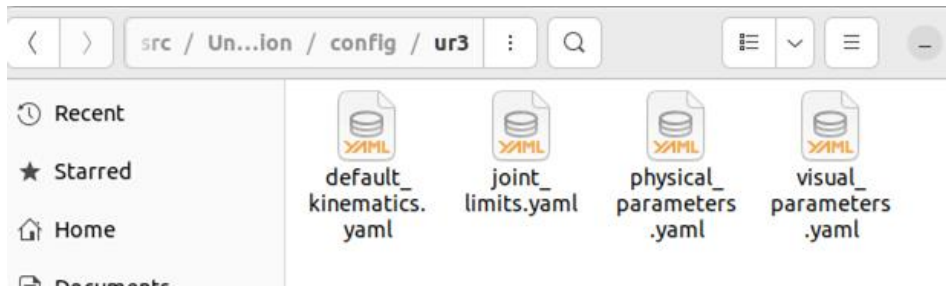 src / Un...ion / config / ur3
Recent
Starred
Home
Documents
YAML
default_
kinematics.
yaml
YAML
joint_
limits.yaml
YAML
physical_
parameters
.yaml
YAML
visual_
parameters
.yaml